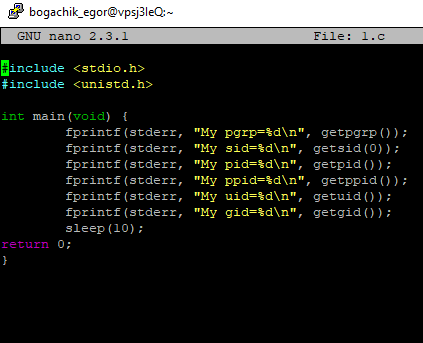 bogachik_egor@vpsj3leQ:~
GNU nano 2.3.1 File: 1.c
#include <stdio.h>
#include <unistd.h>
int main(void) {
fprintf(stderr, "My pgrp=%d\n", getpgrp());
fprintf(stderr, "My sid=%d\n", getsid(0));
fprintf(stderr, "My pid=%d\n", getpid());
fprintf(stderr, "My ppid=%d\n", getppid());
fprintf(stderr, "My uid=%d\n", getuid());
fprintf(stderr, "My gid=%d\n", getgid());
sleep(10);
return 0;
}